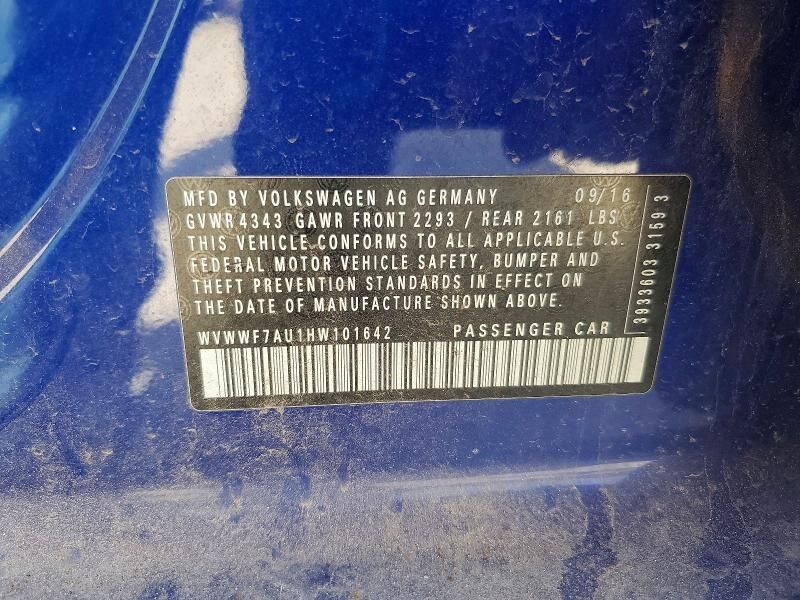 MFD BY VOLKSWAGEN AG GERMANY 09/16
GVWR 4343 GAWR FRONT 2293 / REAR 2161 LBS
THIS VEHICLE CONFORMS TO ALL APPLICABLE U.S.
FEDERAL MOTOR VEHICLE SAFETY, BUMPER AND
THEFT PREVENTION STANDARDS IN EFFECT ON
THE DATE OF MANUFACTURE SHOWN ABOVE.
WVWWF7AU1HW101642 PASSENGER CAR
3933603 3159 3